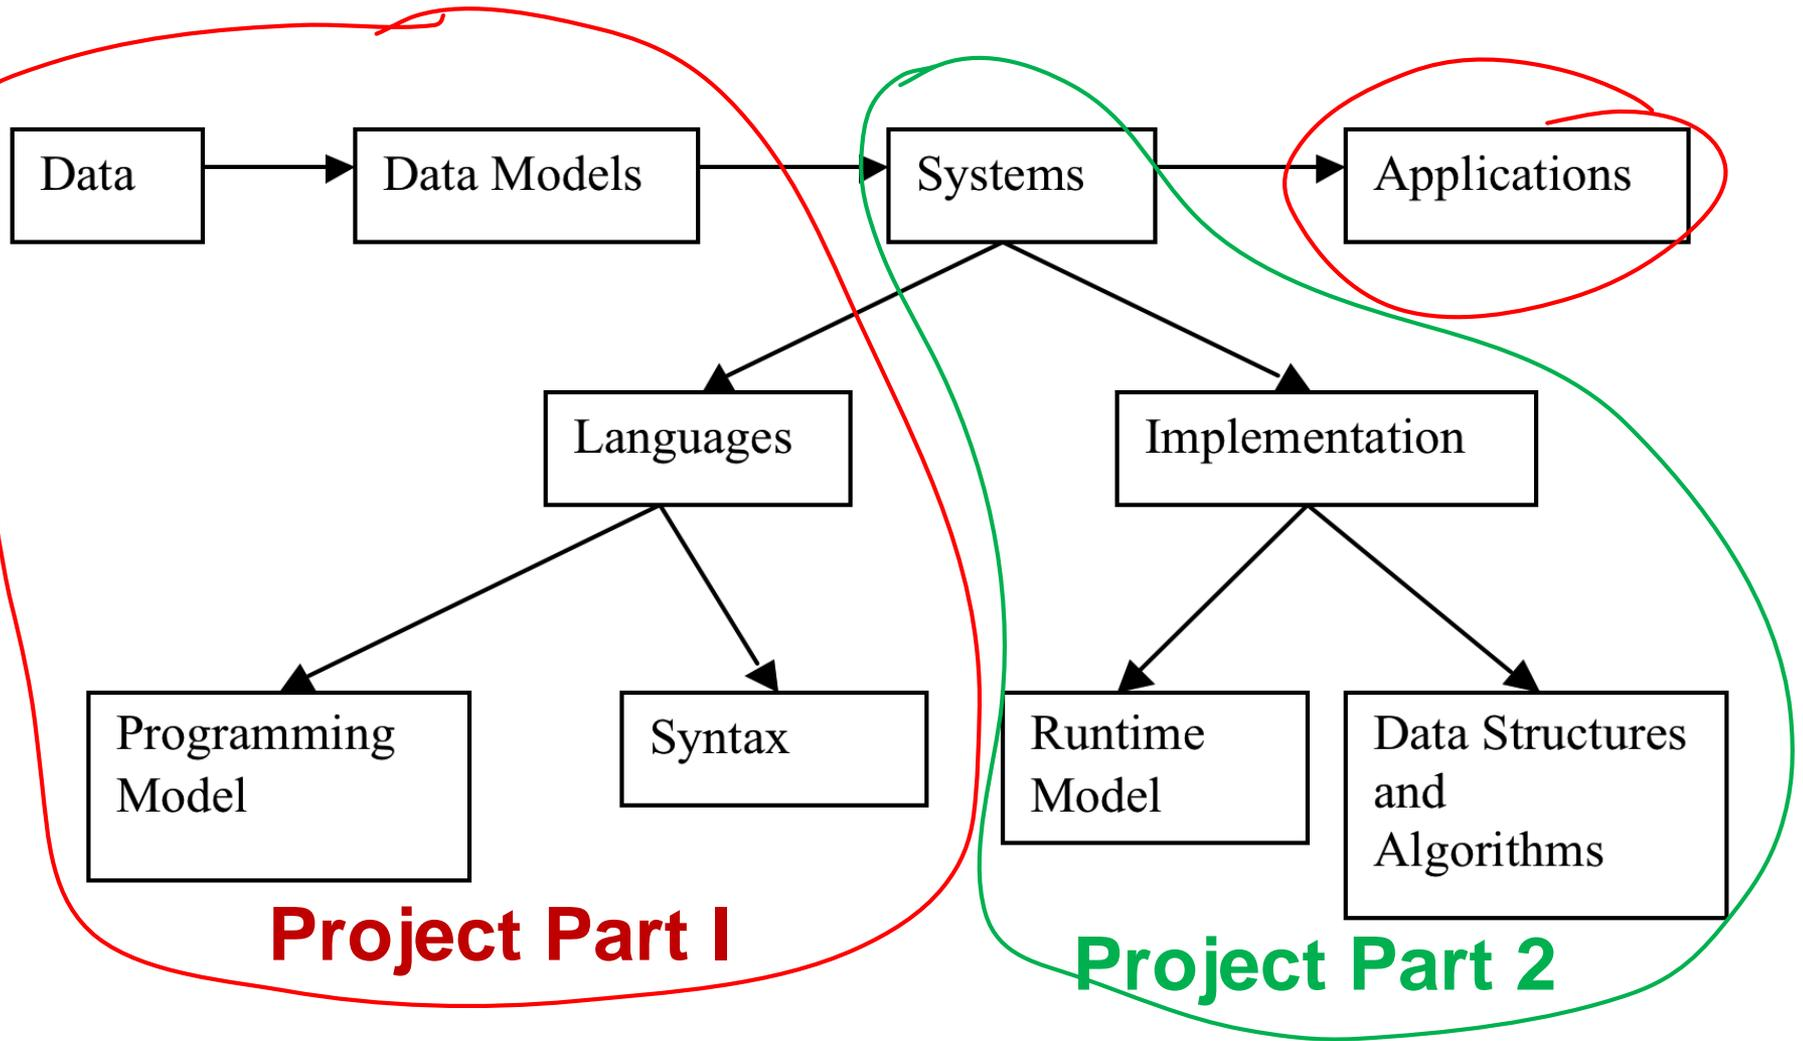 Data
Data Models
Systems
Applications
Languages
Implementation
Programming
Model
Syntax
Runtime
Model
Data Structures
and
Algorithms
Project Part I
Project Part 2